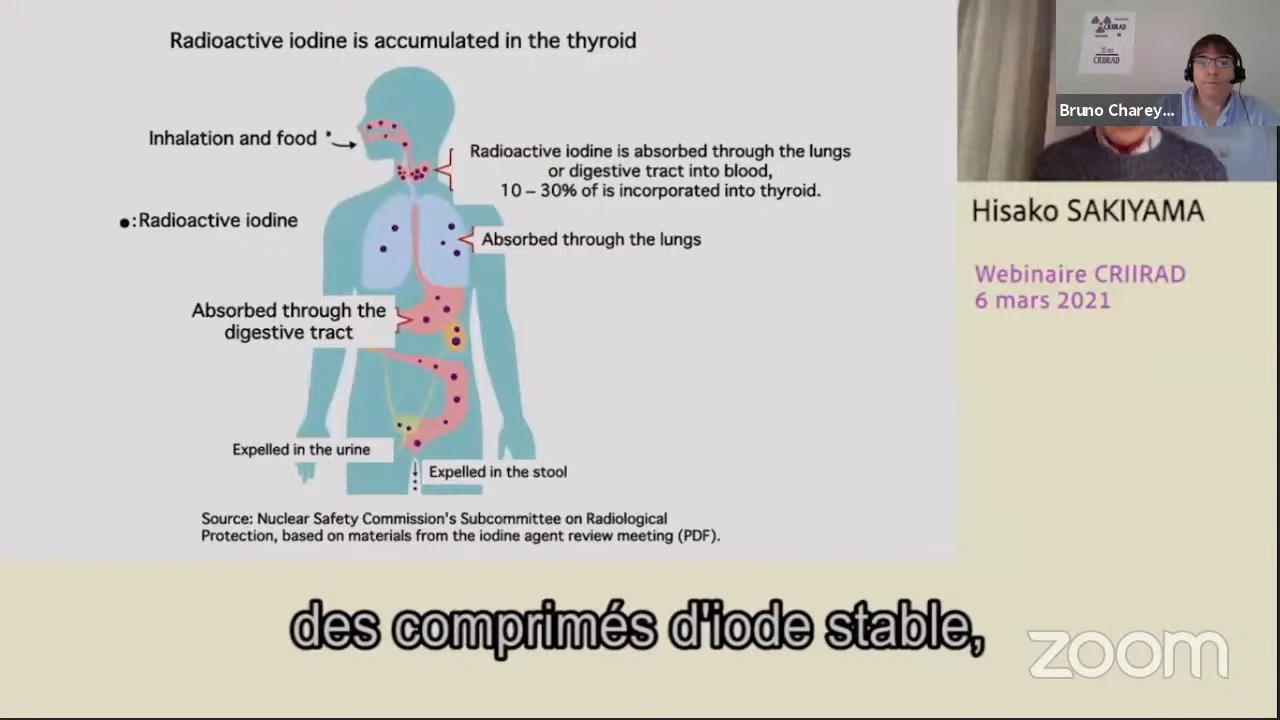 Radioactive iodine is accumulated in the thyroid
Inhalation and food
Radioactive iodine is absorbed through the lungs
or digestive tract into blood,
10 – 30% of is incorporated into thyroid.
●:Radioactive iodine
Absorbed through the lungs
Absorbed through the
digestive tract
Expelled in the urine
Expelled in the stool
Source: Nuclear Safety Commission's Subcommittee on Radiological
Protection, based on materials from the iodine agent review meeting (PDF).
CRIIRAD
CRIIRAD
Bruno Charey...
Hisako SAKIYAMA
Webinaire CRIIRAD
6 mars 2021
des comprimés d'iode stable,
zoom